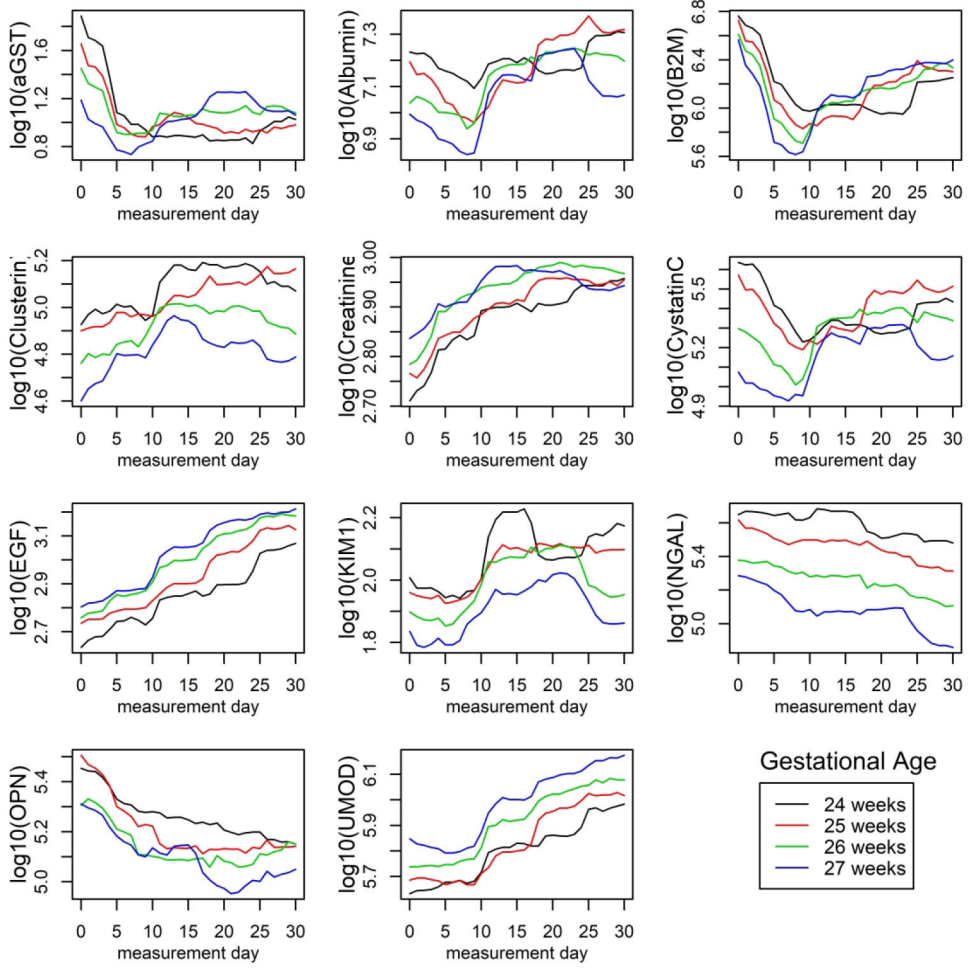 log10(aGST)
0.8 1.2 1.6
0 5 10 15 20 25 30
measurement day
log10(Albumin)
6.9 7.1 7.3
0 5 10 15 20 25 30
measurement day
log10(B2M)
5.6 6.0 6.4 6.8
0 5 10 15 20 25 30
measurement day
log10(Clusterin)
4.6 4.8 5.0 5.2
0 5 10 15 20 25 30
measurement day
log10(Creatinine
2.70 2.80 2.90 3.00
0 5 10 15 20 25 30
measurement day
log10(CystatinC
4.9 5.2 5.5
0 5 10 15 20 25 30
measurement day
log10(EGF)
2.7 2.9 3.1
0 5 10 15 20 25 30
measurement day
log10(KIM1)
1.8 2.0 2.2
0 5 10 15 20 25 30
measurement day
log10(NGAL)
5.0 5.4
0 5 10 15 20 25 30
measurement day
log10(OPN)
5.0 5.2 5.4
0 5 10 15 20 25 30
measurement day
log10(UMOD)
5.7 5.9 6.1
0 5 10 15 20 25 30
measurement day
Gestational Age
24 weeks
25 weeks
26 weeks
27 weeks